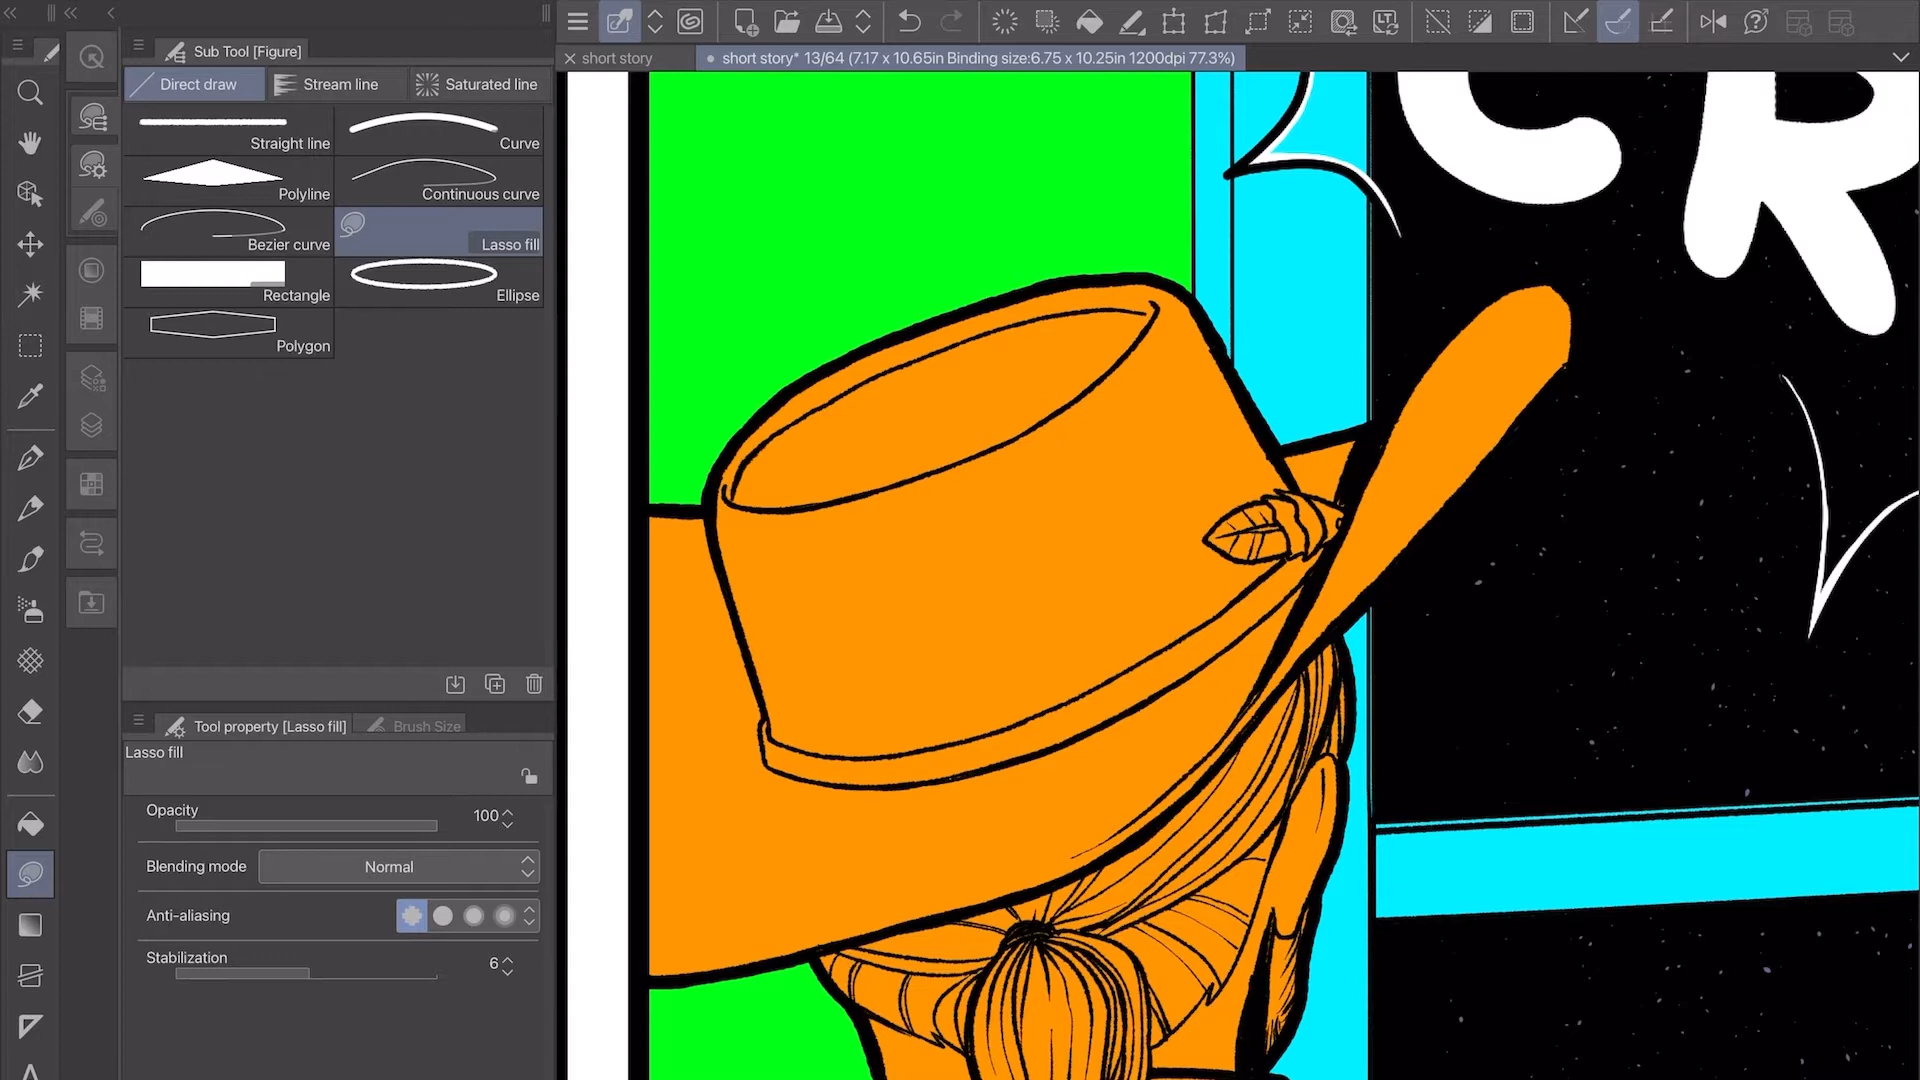 Sub Tool [Figure]
short story
short story* 13/64 (7.17 x 10.65in Binding size:6.75 x 10.25in 1200dpi 77.3%)
Direct draw
Stream line
Saturated line
Straight line
Curve
Polyline
Continuous curve
Bezier curve
Lasso fill
Rectangle
Ellipse
Polygon
Tool property [Lasso fill]
Brush Size
Lasso fill
Opacity
100
Blending mode
Normal
Anti-aliasing
Stabilization
6
CR
LT
A